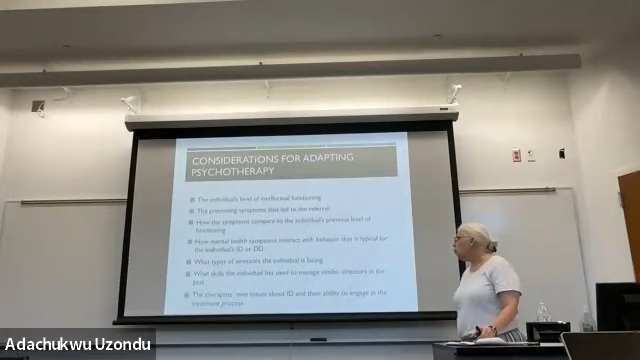 CONSIDERATIONS FOR ADAPTING
PSYCHOTHERAPY
The individual's level of intellectual functioning
The presenting symptoms that led to the referral
How the symptoms compare to the individual's previous level of
functioning
How mental health symptoms interact with behavior that is typical for
the individual's ID or DD
What types of stressors the individual is facing
What skills the individual has used to manage similar stressors in the
past
The therapists' own biases about ID and their ability to engage in the
treatment process
Adachukwu Uzondu